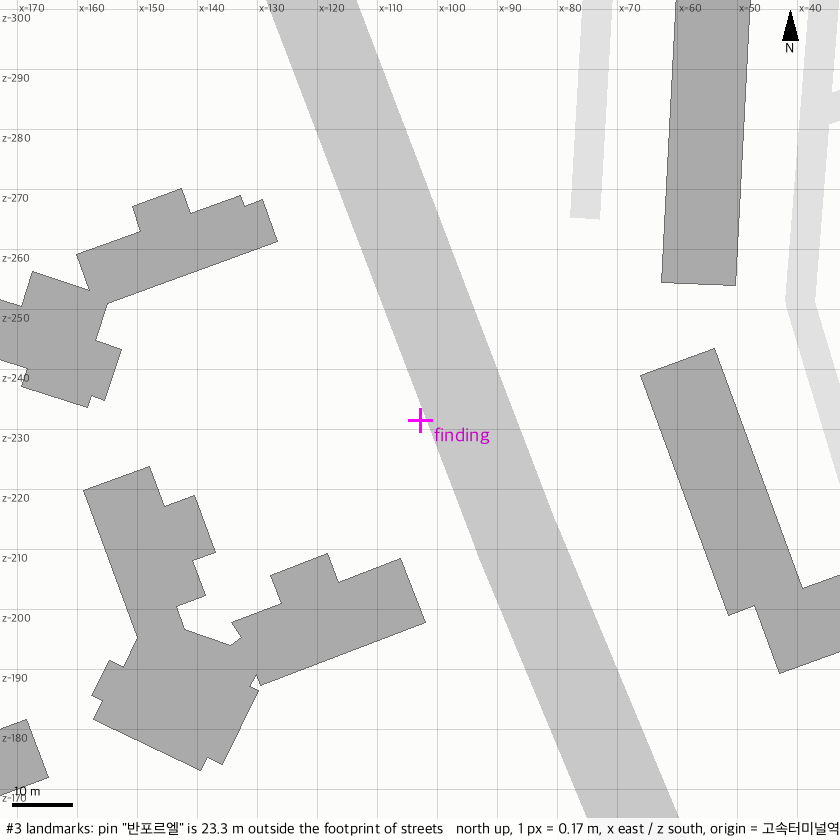 x-170 x-160 x-150 x-140 x-130 x-120 x-110 x-100 x-90 x-80 x-70 x-60 x-50 x-40
z-300
N
z-290
z-280
z-270
z-260
z-250
z-240
z-230
finding
z-220
z-210
z-200
z-190
z-180
10 m
z-170
#3 landmarks: pin "반포르엘" is 23.3 m outside the footprint of streets north up, 1 px = 0.17 m, x east / z south, origin = 고속터미널역